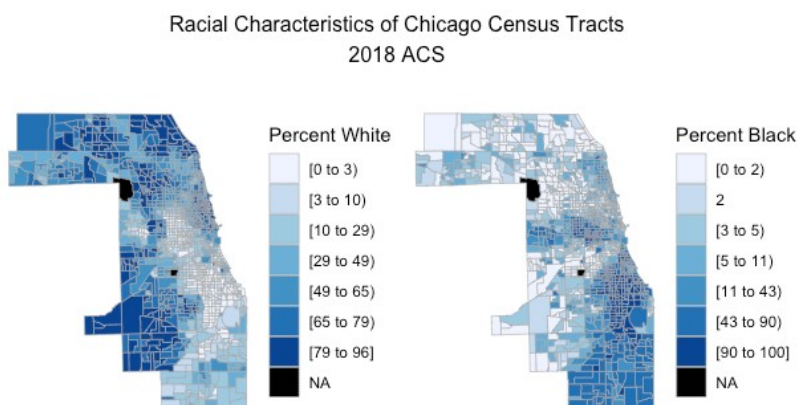 Racial Characteristics of Chicago Census Tracts
2018 ACS
Percent White
[0 to 3)
[3 to 10)
[10 to 29)
[29 to 49)
[49 to 65)
[65 to 79)
[79 to 96]
NA
Percent Black
[0 to 2)
2
[3 to 5)
[5 to 11)
[11 to 43)
[43 to 90)
[90 to 100]
NA